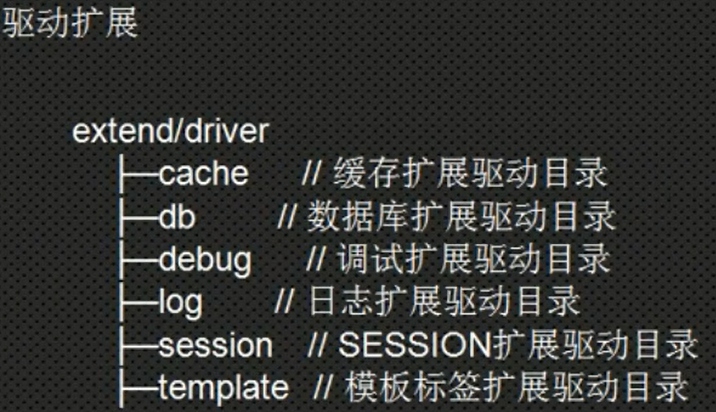 驱动扩展
extend/driver
├─cache // 缓存扩展驱动目录
├─db // 数据库扩展驱动目录
├─debug // 调试扩展驱动目录
├─log // 日志扩展驱动目录
├─session // SESSION扩展驱动目录
├─template // 模板标签扩展驱动目录